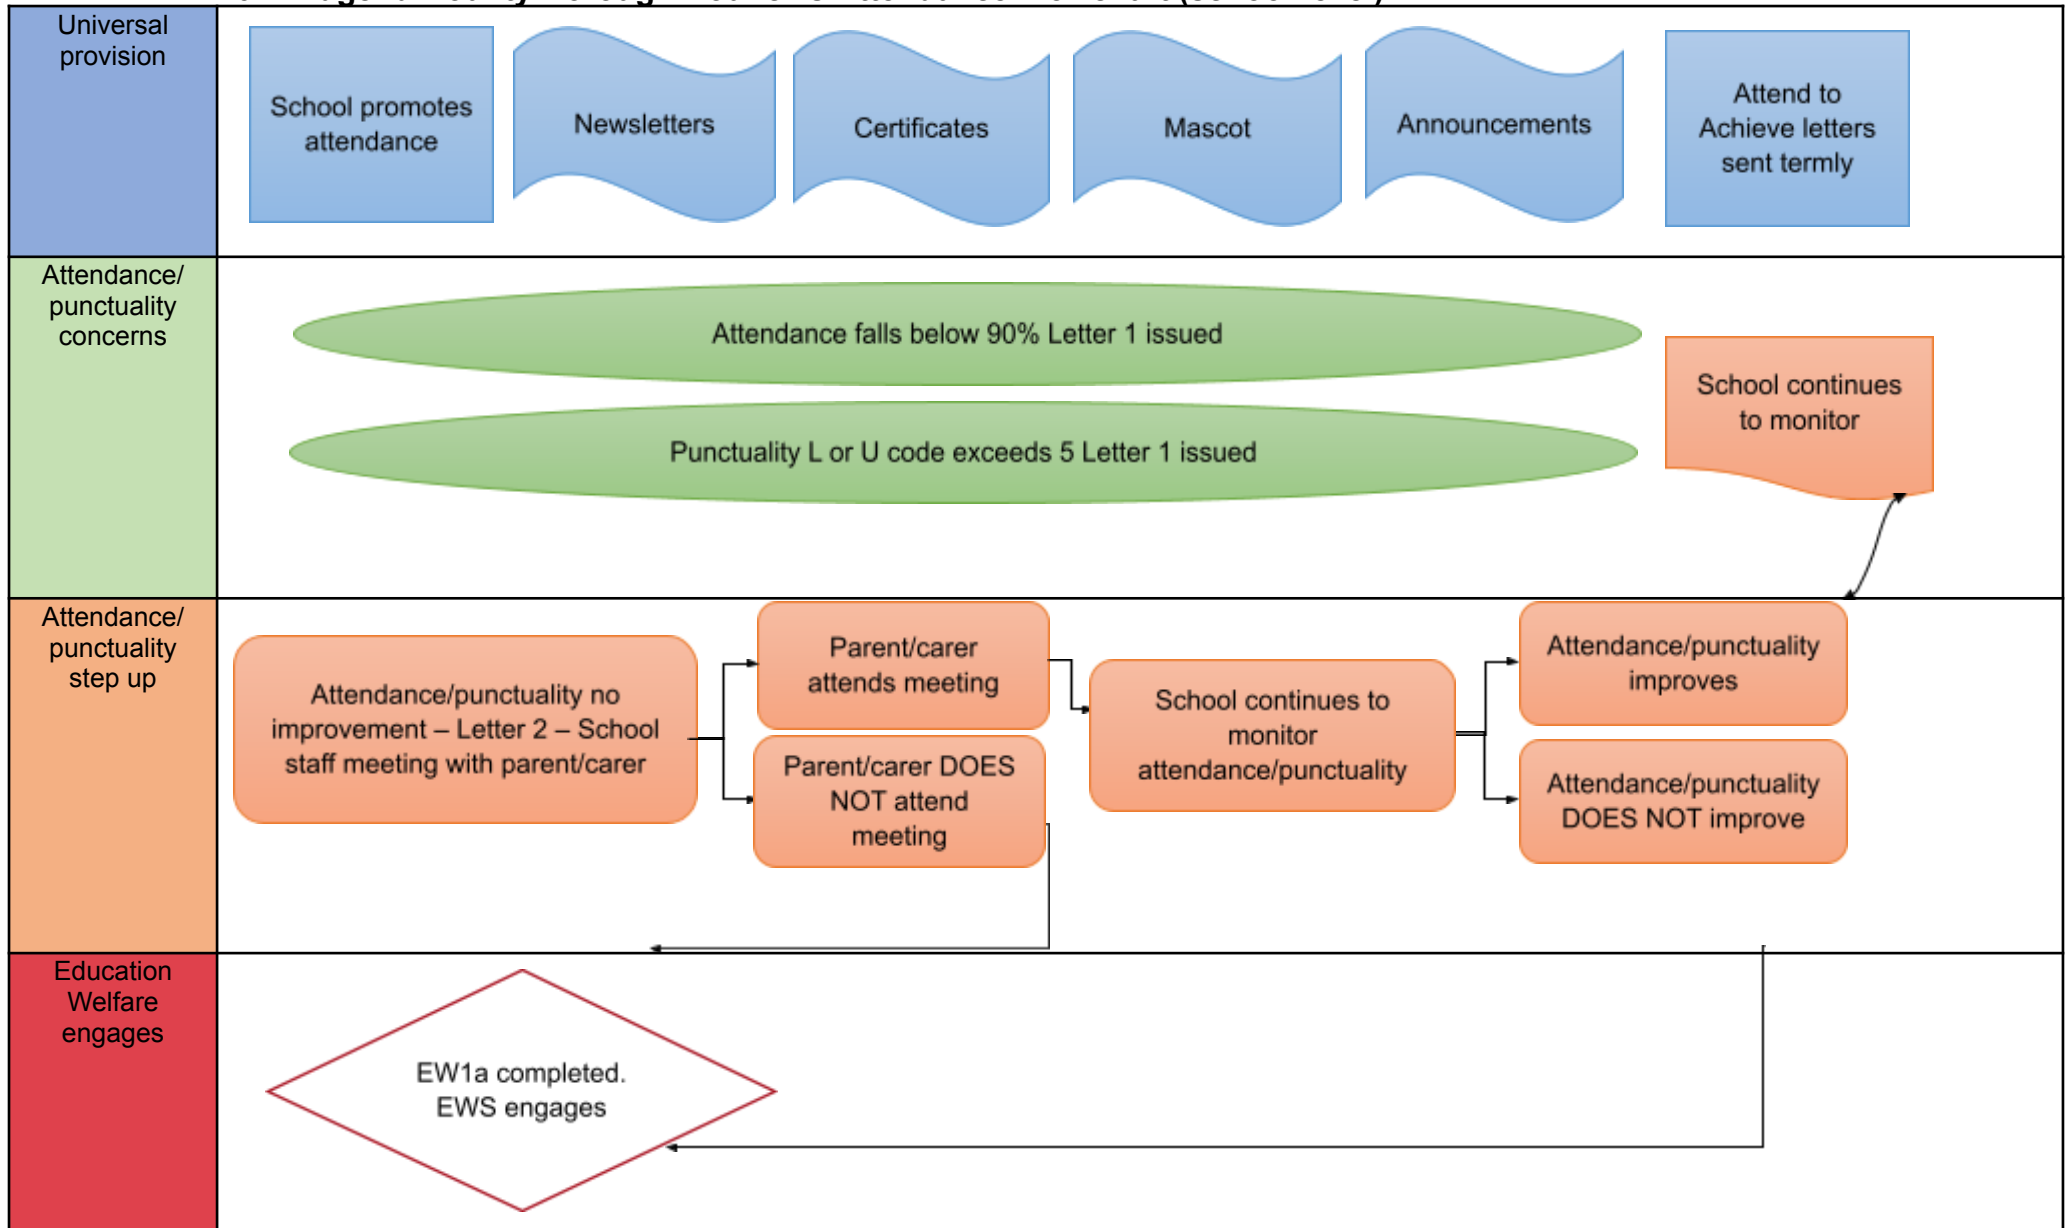 Universal
provision
School promotes
attendance
Newsletters
Certificates
Mascot
Announcements
Attend to
Achieve letters
sent termly
Attendance/
punctuality
concerns
Attendance falls below 90% Letter 1 issued
Punctuality L or U code exceeds 5 Letter 1 issued
School continues
to monitor
Attendance/
punctuality
step up
Attendance/punctuality no
improvement – Letter 2 – School
staff meeting with parent/carer
Parent/carer
attends meeting
Parent/carer DOES
NOT attend
meeting
School continues to
monitor
attendance/punctuality
Attendance/punctuality
improves
Attendance/punctuality
DOES NOT improve
Education
Welfare
engages
EW1a completed.
EWS engages